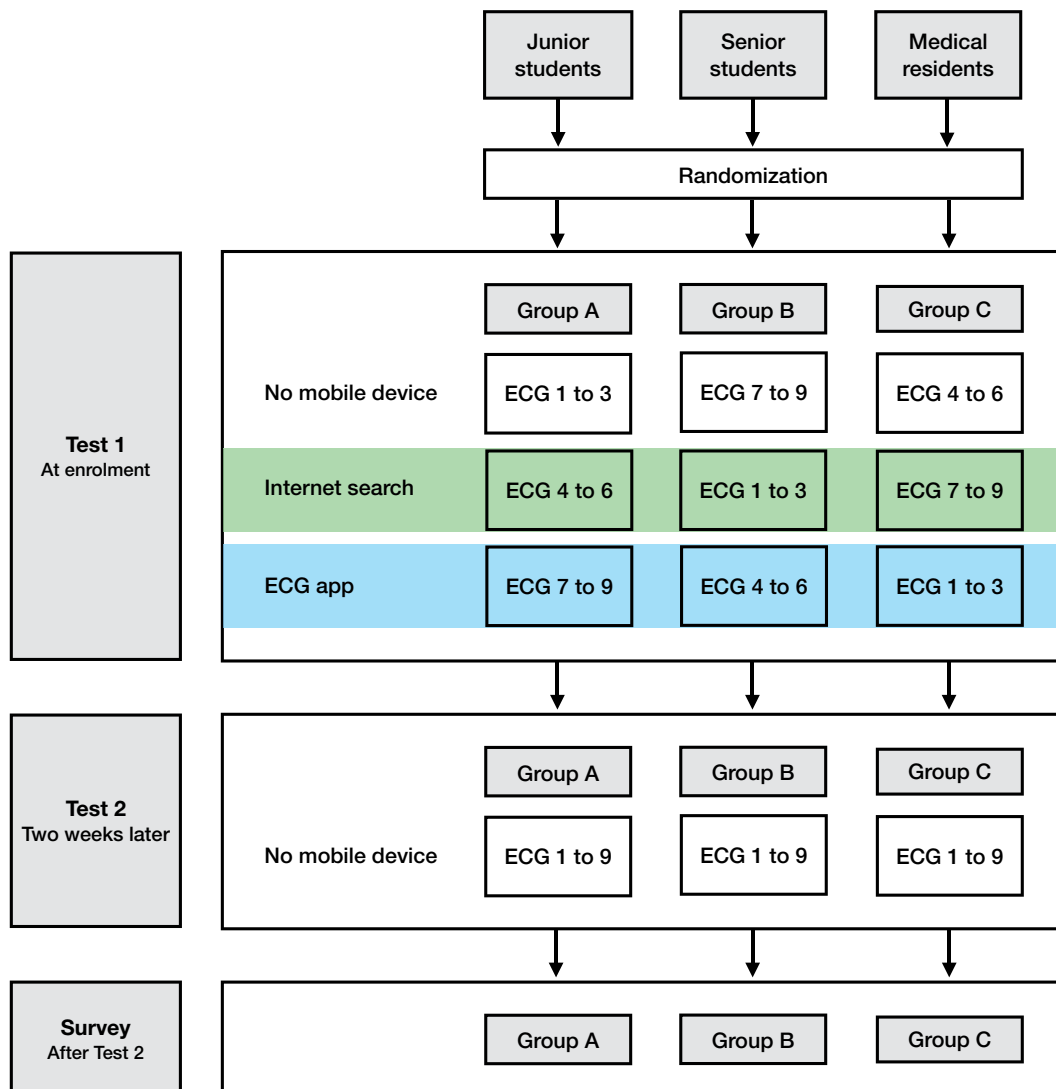 Junior
students
Senior
students
Medical
residents
Randomization
Test 1
At enrolment
Group A
Group B
Group C
No mobile device
ECG 1 to 3
ECG 7 to 9
ECG 4 to 6
Internet search
ECG 4 to 6
ECG 1 to 3
ECG 7 to 9
ECG app
ECG 7 to 9
ECG 4 to 6
ECG 1 to 3
Test 2
Two weeks later
Group A
Group B
Group C
No mobile device
ECG 1 to 9
ECG 1 to 9
ECG 1 to 9
Survey
After Test 2
Group A
Group B
Group C